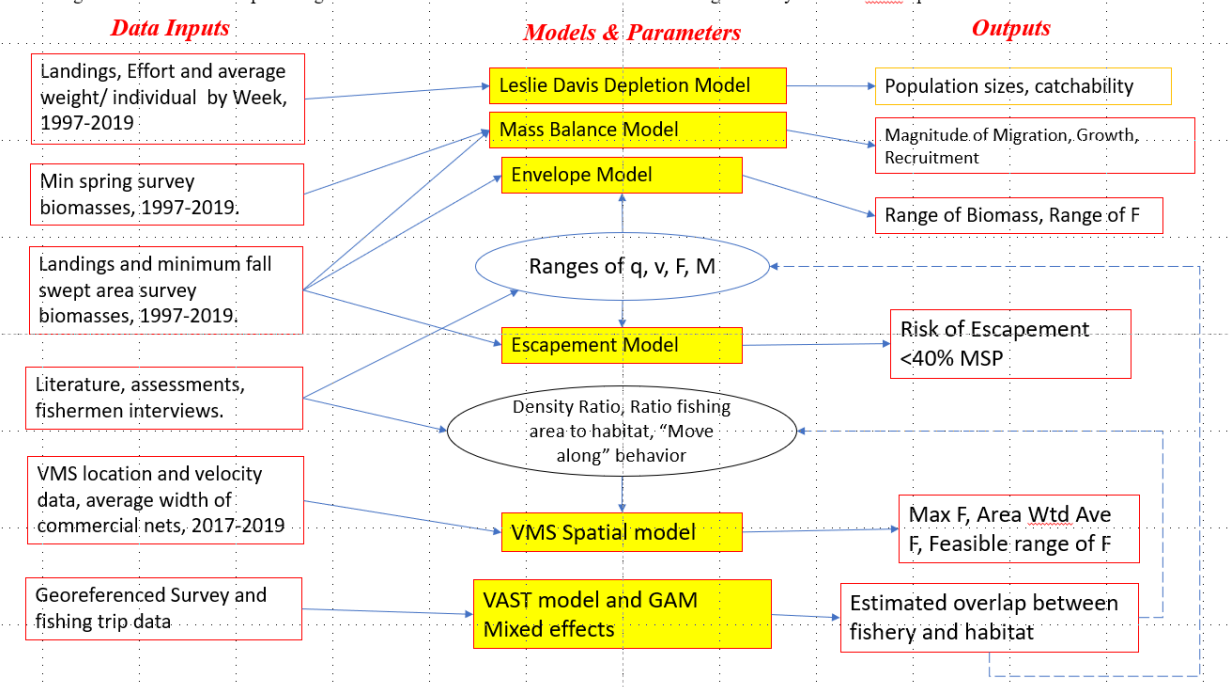 Data Inputs
Models & Parameters
Outputs
Landings, Effort and average
weight/ individual by Week,
1997-2019
Leslie Davis Depletion Model
Population sizes, catchability
Mass Balance Model
Magnitude of Migration, Growth,
Recruitment
Min spring survey
biomasses, 1997-2019.
Envelope Model
Range of Biomass, Range of F
Landings and minimum fall
swept area survey
biomasses, 1997-2019.
Ranges of q, v, F, M
Escapement Model
Risk of Escapement
<40% MSP
Literature, assessments,
fishermen interviews.
Density Ratio, Ratio fishing
area to habitat, “Move
along” behavior
VMS location and velocity
data, average width of
commercial nets, 2017-2019
VMS Spatial model
Max F, Area Wtd Ave
F, Feasible range of F
Georeferenced Survey and
fishing trip data
VAST model and GAM
Mixed effects
Estimated overlap between
fishery and habitat